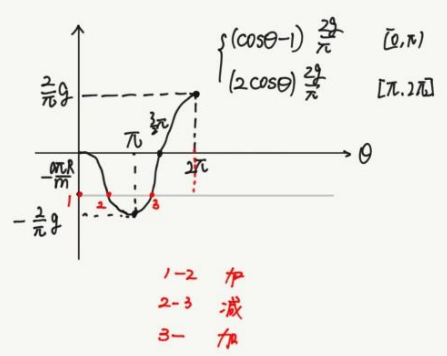 (cosθ-1) 2g/π [0,π)
(2cosθ) 2g/π [π,2π]
2/π g
π
3/2π
2π
θ
1
2
3
- 2/π g
1-2 加
2-3 减
3- 加